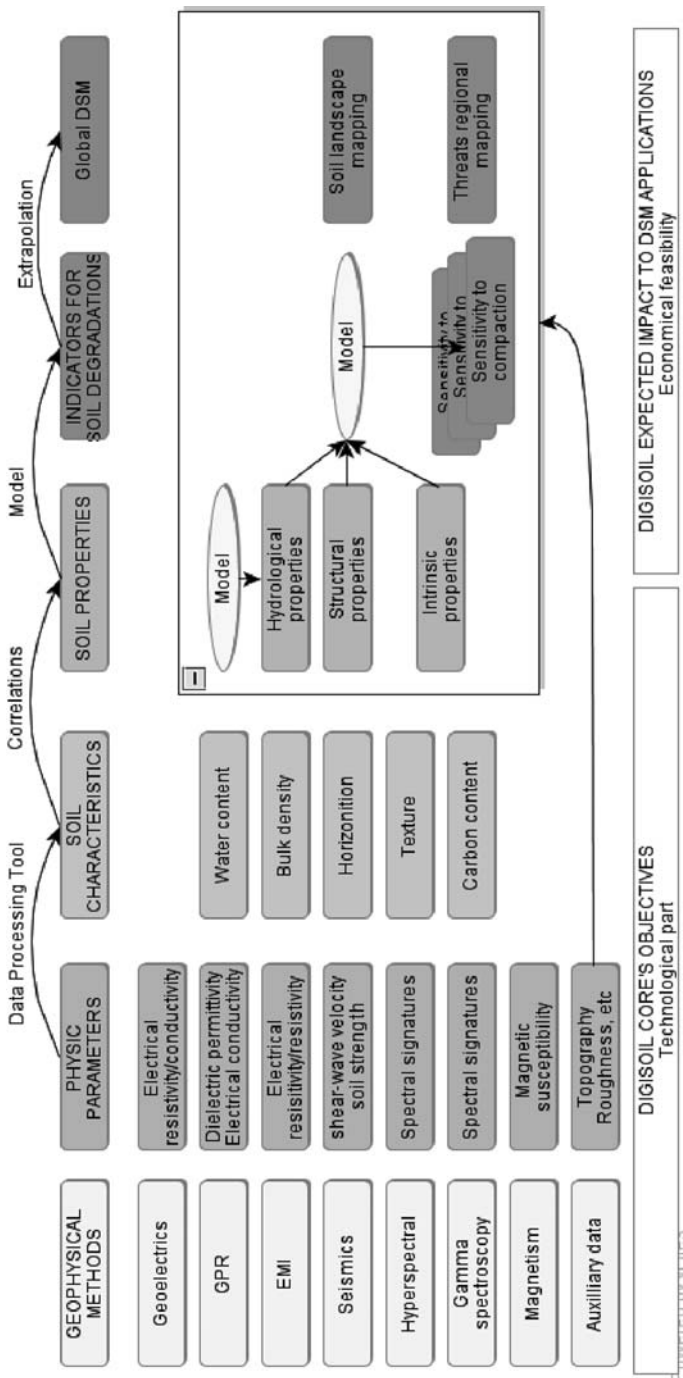 Data Processing Tool
Correlations
Model
Extrapolation
GEOPHYSICAL
METHODS
PHYSIC
PARAMETERS
SOIL
CHARACTERISTICS
SOIL PROPERTIES
INDICATORS FOR
SOIL DEGRADATIONS
Global DSM
Geoelectrics
Electrical
resistivity/conductivity
GPR
Dielectric permittivity
Electrical conductivity
Water content
Model
EMI
Electrical
resisitivity/resistivity
Bulk density
Hydrological
properties
Seismics
shear-wave velocity
soil strength
Horizonition
Structural
properties
Model
Soil landscape
mapping
Hyperspectral
Spectral signatures
Texture
Intrinsic
properties
Gamma
spectroscopy
Spectral signatures
Carbon content
Sensitivity to
Sensitivity to
Sensitivity to
compaction
Threats regional
mapping
Magnetism
Magnetic
susceptibility
Auxilliary data
Topography
Roughness, etc
DIGISOIL CORE'S OBJECTIVES
Technological part
DIGISOIL EXPECTED IMPACT TO DSM APPLICATIONS
Economical feasibility